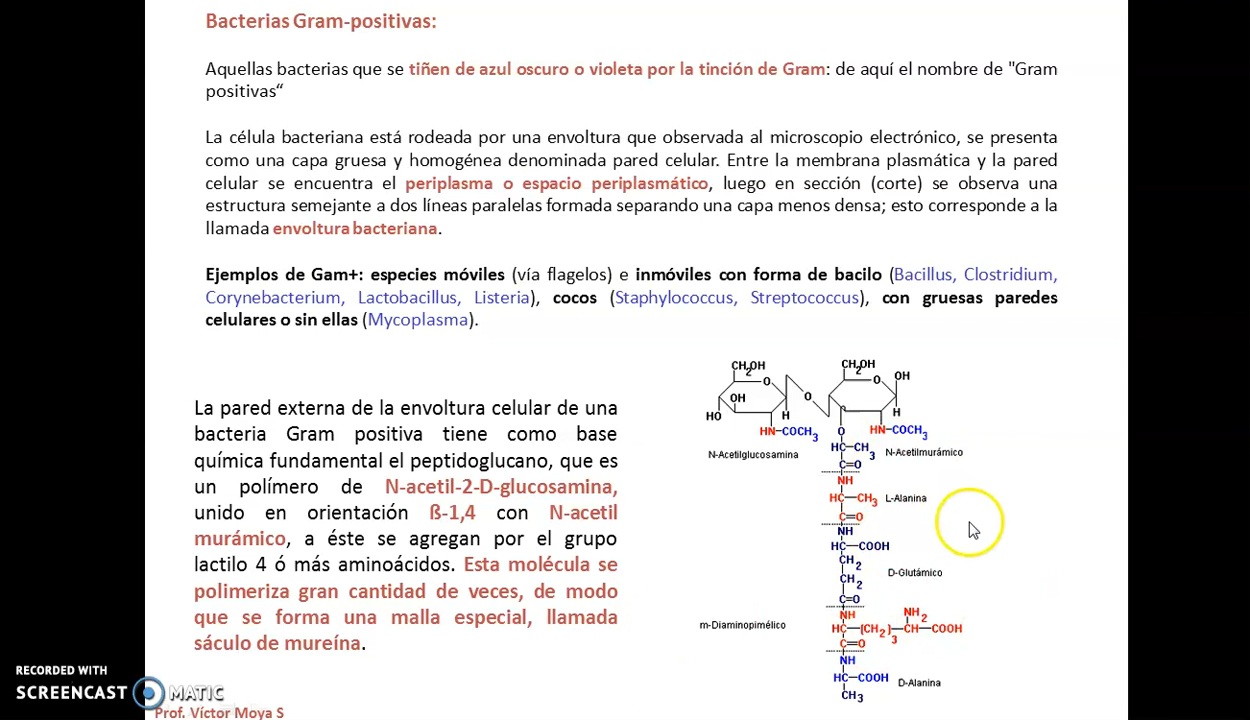 Bacterias Gram-positivas:
Aquellas bacterias que se tiñen de azul oscuro o violeta por la tinción de Gram: de aquí el nombre de "Gram
positivas“
La célula bacteriana está rodeada por una envoltura que observada al microscopio electrónico, se presenta
como una capa gruesa y homogénea denominada pared celular. Entre la membrana plasmática y la pared
celular se encuentra el periplasma o espacio periplasmático, luego en sección (corte) se observa una
estructura semejante a dos líneas paralelas formada separando una capa menos densa; esto corresponde a la
llamada envoltura bacteriana.
Ejemplos de Gam+: especies móviles (vía flagelos) e inmóviles con forma de bacilo (Bacillus, Clostridium,
Corynebacterium, Lactobacillus, Listeria), cocos (Staphylococcus, Streptococcus), con gruesas paredes
celulares o sin ellas (Mycoplasma).
La pared externa de la envoltura celular de una
bacteria Gram positiva tiene como base
química fundamental el peptidoglucano, que es
un polímero de N-acetil-2-D-glucosamina,
unido en orientación ß-1,4 con N-acetil
murámico, a éste se agregan por el grupo
lactilo 4 ó más aminoácidos. Esta molécula se
polimeriza gran cantidad de veces, de modo
que se forma una malla especial, llamada
sáculo de mureína.
CH2OH CH2OH
O O OH
OH O
HO H H
HN-COCH3 O HN-COCH3
HC-CH3
N-Acetilglucosamina N-Acetilmurámico
C=O
NH
HC-CH3 L-Alanina
C=O
NH
HC-COOH
CH2
D-Glutámico
CH2
C=O
NH NH2
m-Diaminopimélico HC-(CH2)3-CH-COOH
C=O
NH
HC-COOH D-Alanina
CH3
RECORDED WITH
SCREENCAST MATIC
Prof. Víctor Moya S